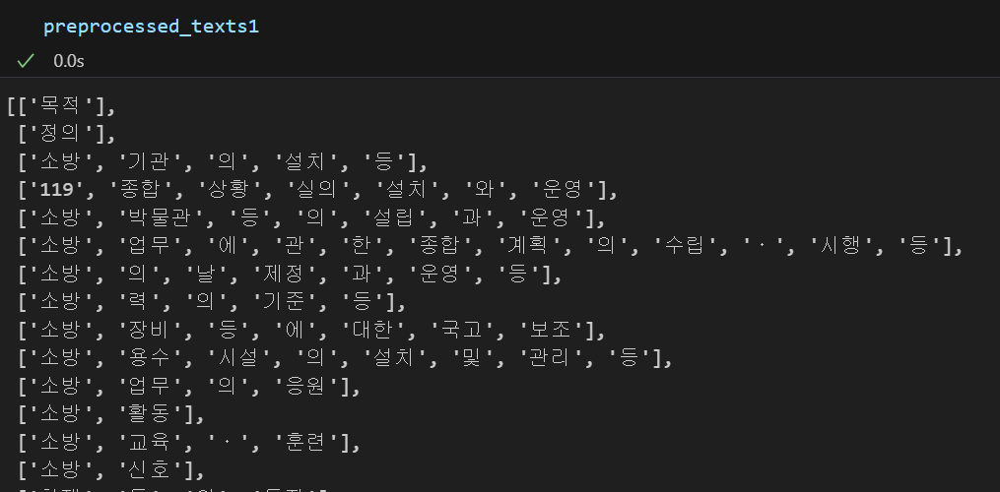 preprocessed_texts1
0.0s
[['목적'],
['정의'],
['소방', '기관', '의', '설치', '등'],
['119', '종합', '상황', '실의', '설치', '와', '운영'],
['소방', '박물관', '등', '의', '설립', '과', '운영'],
['소방', '업무', '에', '관', '한', '종합', '계획', '의', '수립', 'ㆍ', '시행', '등'],
['소방', '의', '날', '제정', '과', '운영', '등'],
['소방', '력', '의', '기준', '등'],
['소방', '장비', '등', '에', '대한', '국고', '보조'],
['소방', '용수', '시설', '의', '설치', '및', '관리', '등'],
['소방', '업무', '의', '응원'],
['소방', '활동'],
['소방', '교육', 'ㆍ', '훈련'],
['소방', '신호'],